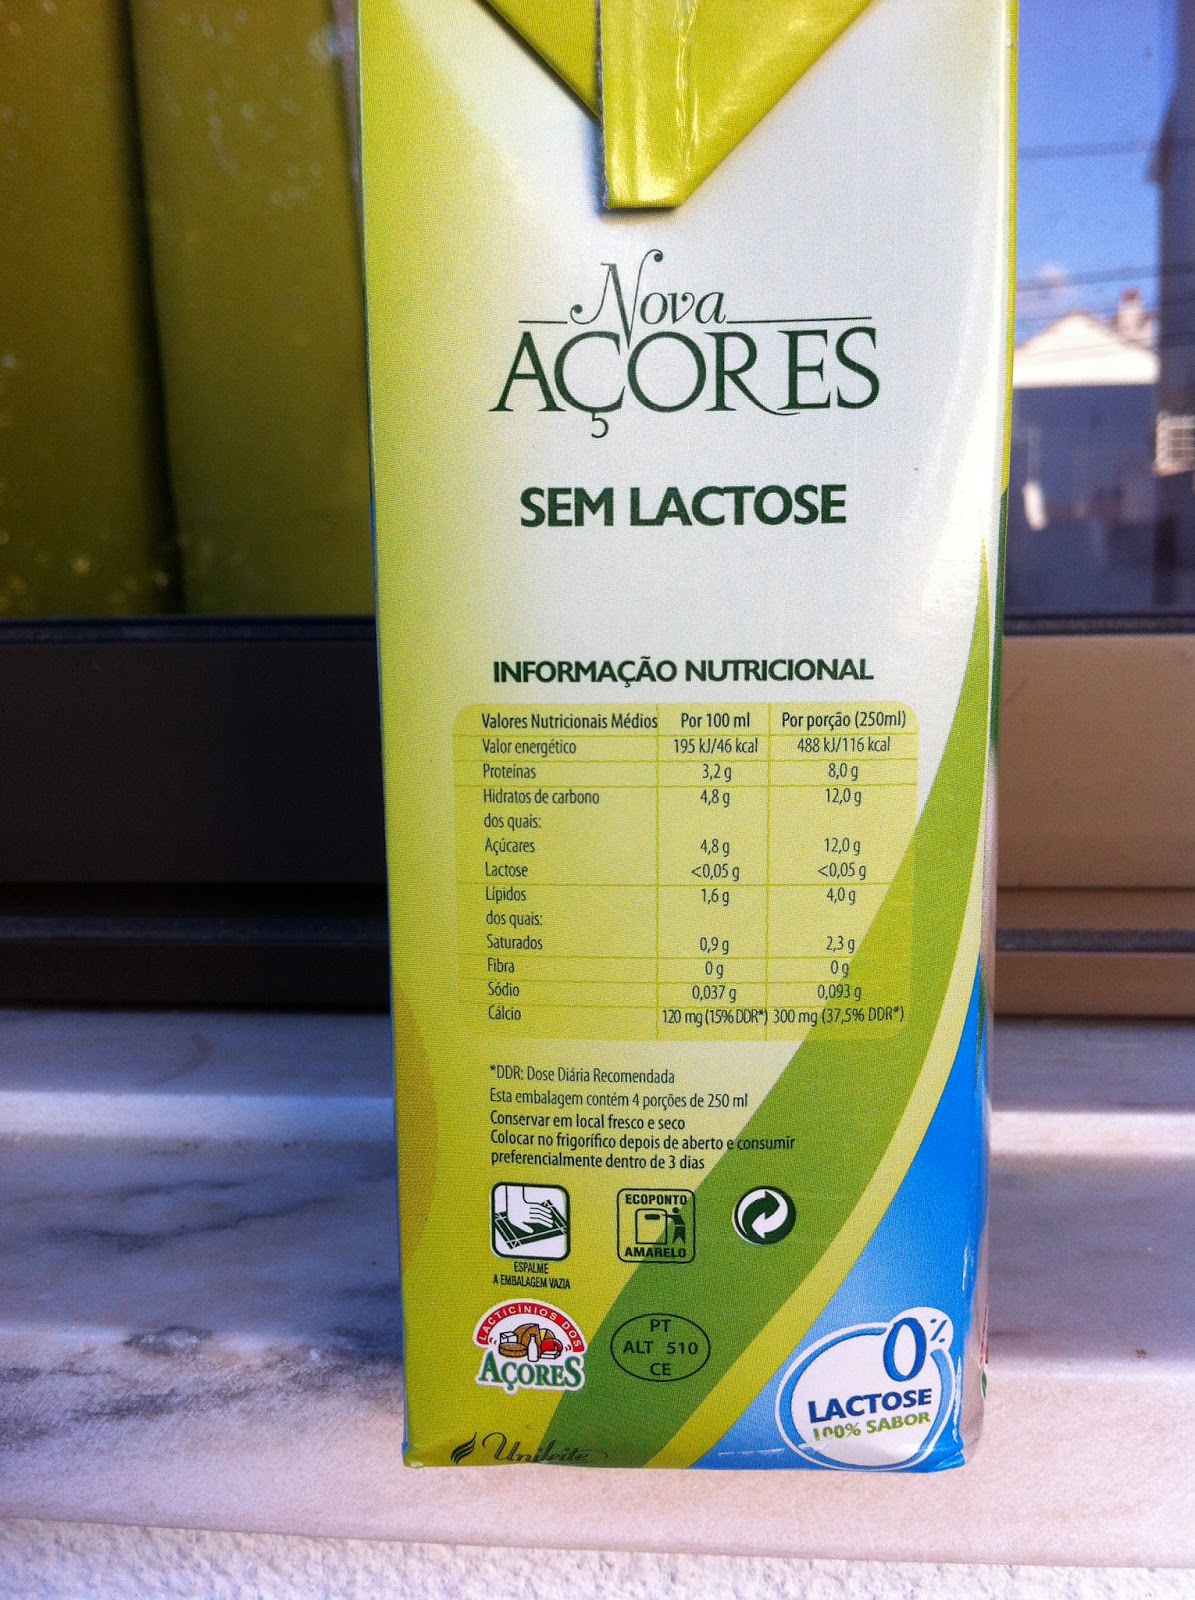 Nova
AÇORES
SEM LACTOSE
INFORMAÇÃO NUTRICIONAL
Valores Nutricionais Médios Por 100 ml Por porção (250ml)
Valor energético 195 kJ/46 kcal 488 kJ/116 kcal
Proteínas 3,2 g 8,0 g
Hidratos de carbono 4,8 g 12,0 g
dos quais:
Açúcares 4,8 g 12,0 g
Lactose <0,05 g <0,05 g
Lípidos 1,6 g 4,0 g
dos quais:
Saturados 0,9 g 2,3 g
Fibra 0 g 0 g
Sódio 0,037 g 0,093 g
Cálcio 120 mg (15% DDR*) 300 mg (37,5% DDR*)
*DDR: Dose Diária Recomendada
Esta embalagem contém 4 porções de 250 ml
Conservar em local fresco e seco
Colocar no frigorífico depois de aberto e consumir
preferencialmente dentro de 3 dias
ESPALME
A EMBALAGEM VAZIA
ECOPONTO
AMARELO
LACTICÍNIOS DOS
AÇORES
PT
ALT 510
CE
0%
LACTOSE
100% SABOR
Unileite